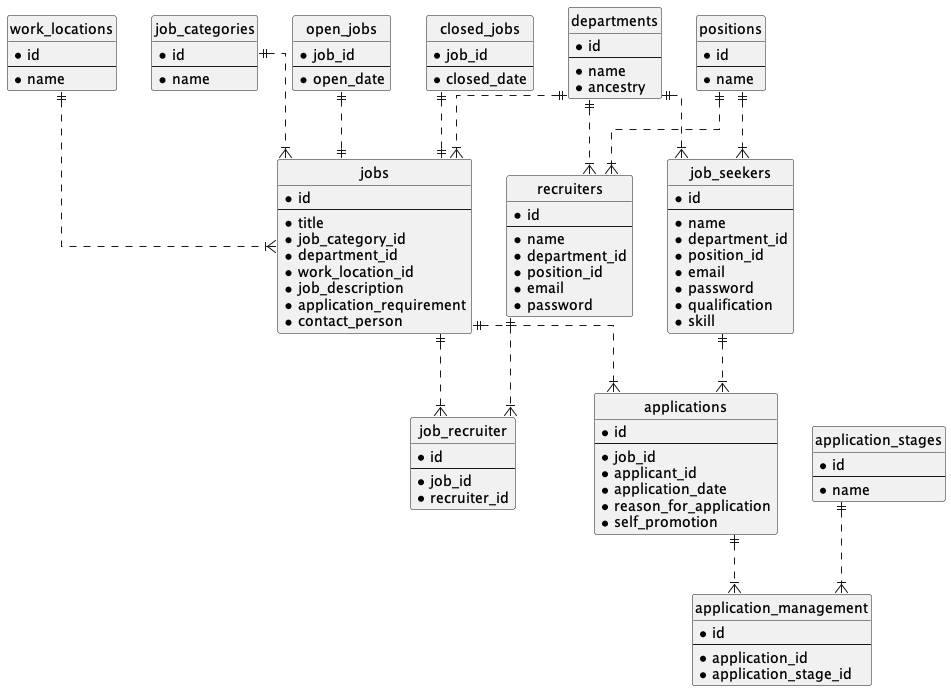 work_locations
id
name
job_categories
id
name
open_jobs
job_id
open_date
closed_jobs
job_id
closed_date
departments
id
name
ancestry
positions
id
name
jobs
id
title
job_category_id
department_id
work_location_id
job_description
application_requirement
contact_person
recruiters
id
name
department_id
position_id
email
password
job_seekers
id
name
department_id
position_id
email
password
qualification
skill
job_recruiter
id
job_id
recruiter_id
applications
id
job_id
applicant_id
application_date
reason_for_application
self_promotion
application_stages
id
name
application_management
id
application_id
application_stage_id